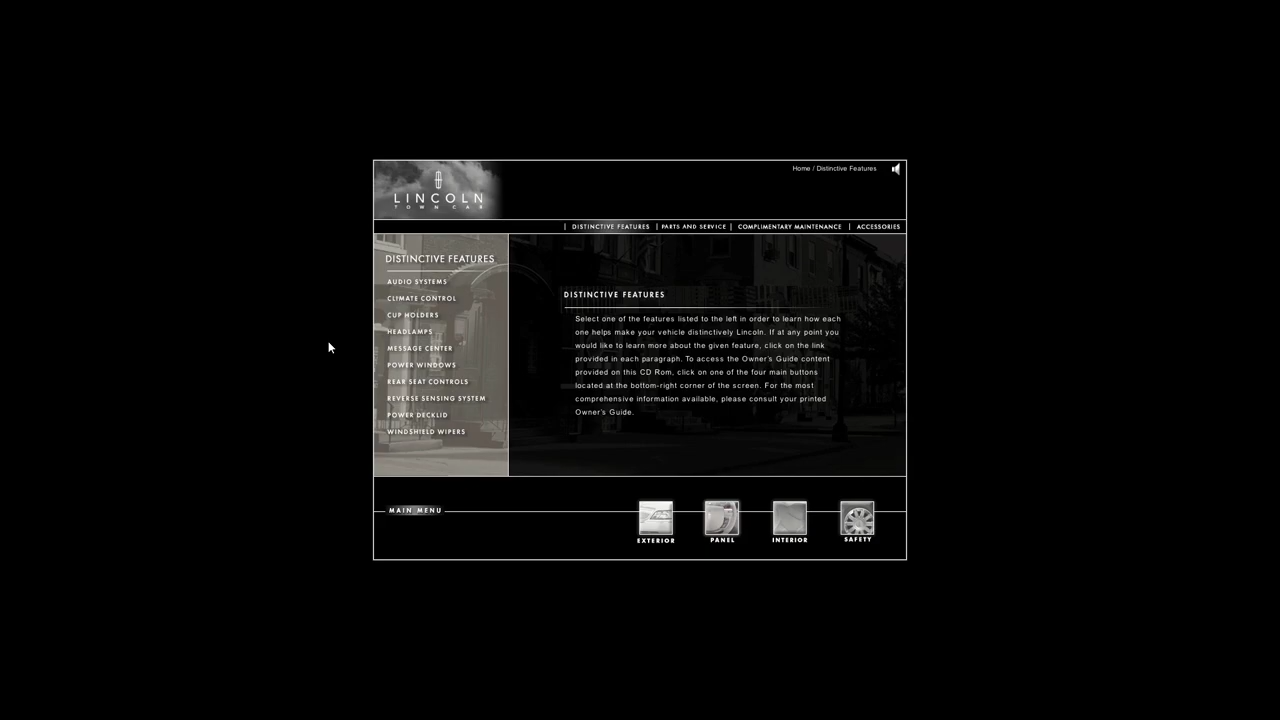 Home / Distinctive Features
LINCOLN
TOWN CAR
DISTINCTIVE FEATURES
PARTS AND SERVICE
COMPLIMENTARY MAINTENANCE
ACCESSORIES
DISTINCTIVE FEATURES
AUDIO SYSTEMS
CLIMATE CONTROL
CUP HOLDERS
HEADLAMPS
MESSAGE CENTER
POWER WINDOWS
REAR SEAT CONTROLS
REVERSE SENSING SYSTEM
POWER DECKLID
WINDSHIELD WIPERS
DISTINCTIVE FEATURES
Select one of the features listed to the left in order to learn how each
one helps make your vehicle distinctively Lincoln. If at any point you
would like to learn more about the given feature, click on the link
provided in each paragraph. To access the Owner's Guide content
provided on this CD Rom, click on one of the four main buttons
located at the bottom-right corner of the screen. For the most
comprehensive information available, please consult your printed
Owner's Guide.
MAIN MENU
EXTERIOR
PANEL
INTERIOR
SAFETY